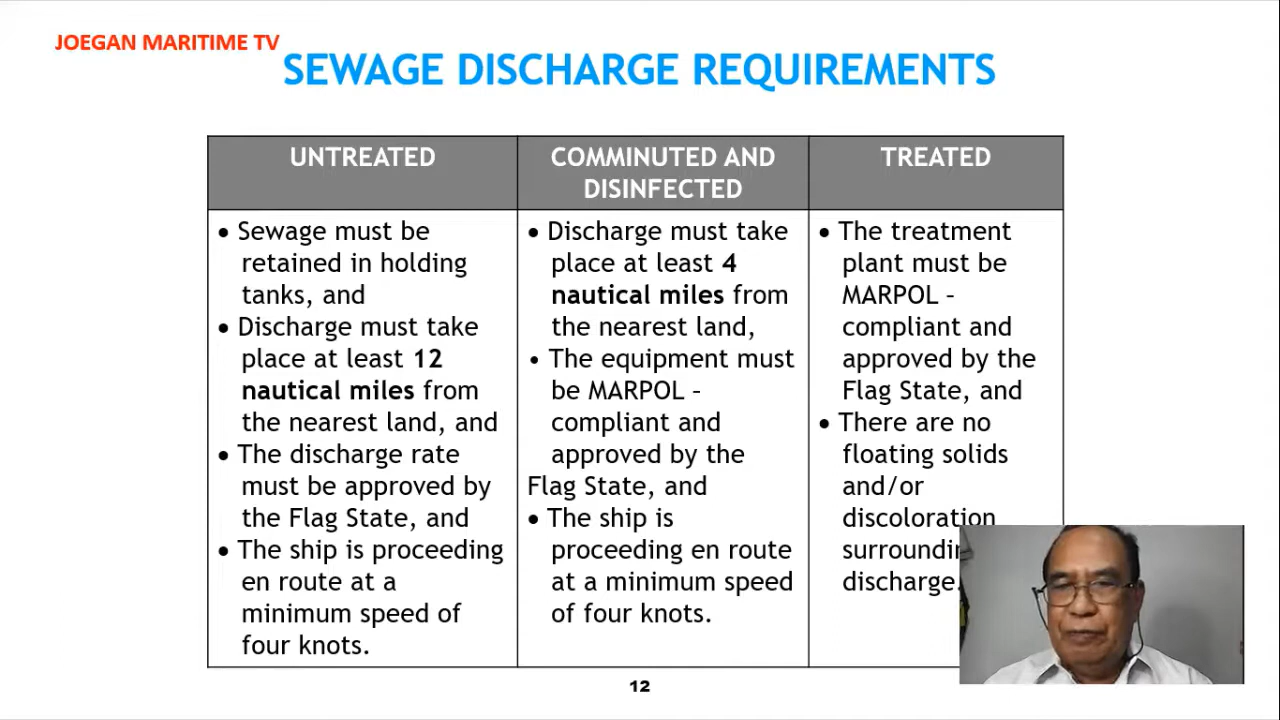 JOEGAN MARITIME TV
SEWAGE DISCHARGE REQUIREMENTS
UNTREATED
• Sewage must be
retained in holding
tanks, and
• Discharge must take
place at least 12
nautical miles from
the nearest land, and
• The discharge rate
must be approved by
the Flag State, and
• The ship is proceeding
en route at a
minimum speed of
four knots.
COMMINUTED AND
DISINFECTED
• Discharge must take
place at least 4
nautical miles from
the nearest land,
• The equipment must
be MARPOL –
compliant and
approved by the
Flag State, and
• The ship is
proceeding en route
at a minimum speed
of four knots.
TREATED
• The treatment
plant must be
MARPOL –
compliant and
approved by the
Flag State, and
• There are no
floating solids
and/or
discoloration
discharge.
12